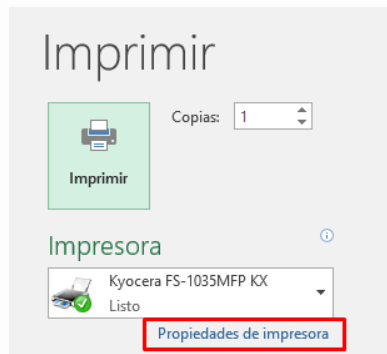 Imprimir
Copias: 1
Imprimir
Impresora
Kyocera FS-1035MFP KX
Listo
Propiedades de impresora